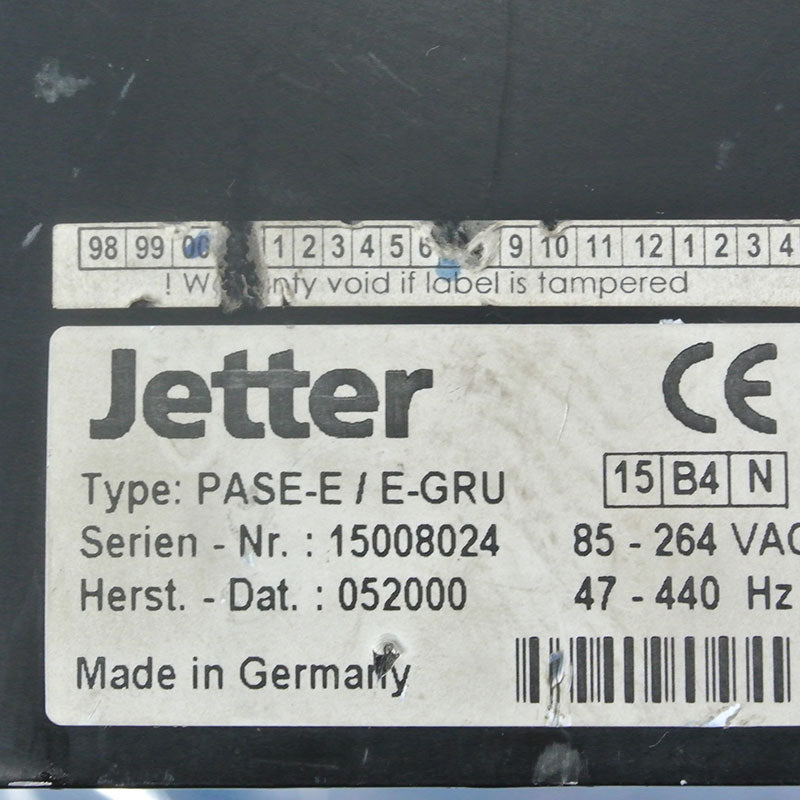 98 99 00 1 2 3 4 5 6 9 10 11 12 1 2 3 4
! Warranty void if label is tampered
Jetter CE
Type: PASE-E / E-GRU 15 B4 N
Serien - Nr. : 15008024 85 - 264 VAC
Herst. - Dat. : 052000 47 - 440 Hz
Made in Germany